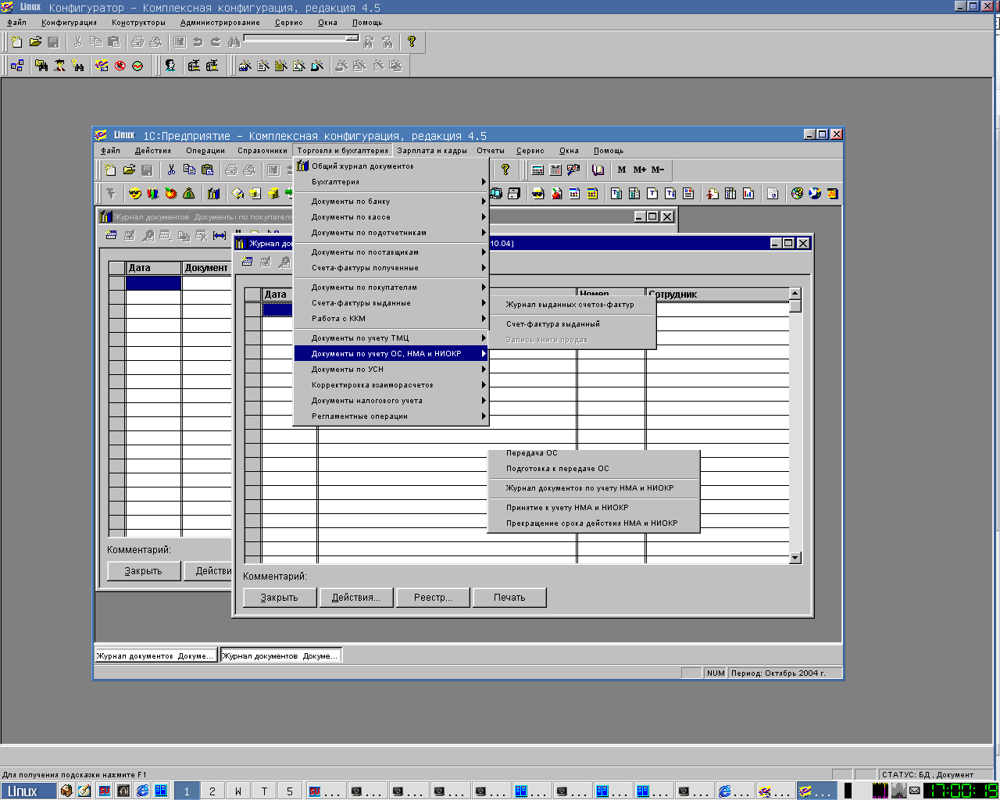 Linux Конфигуратор - Комплексная конфигурация, редакция 4.5
Файл Конфигурация Конструкторы Администрирование Сервис Окна Помощь
Linux 1С:Предприятие - Комплексная конфигурация, редакция 4.5
Файл Действия Операции Справочники Торговля и бухгалтерия Зарплата и кадры Отчеты Сервис Окна Помощь
M M+ M-
Общий журнал документов
Бухгалтерия
Документы по банку
Документы по кассе
Документы по подотчетникам
Документы по поставщикам
Счета-фактуры полученные
Документы по покупателям
Счета-фактуры выданные
Работа с ККМ
Документы по учету ТМЦ
Документы по учету ОС, НМА и НИОКР
Документы по УСН
Корректировка взаиморасчетов
Документы налогового учета
Регламентные операции
Журнал документов Документы по покупателя
Дата Документ
Комментарий:
Закрыть Действи
Журнал до
10.04)
Дата Номер Сотрудник
Журнал выданных счетов-фактур
Счет-фактура выданный
Запись книги продаж
Передача ОС
Подготовка к передаче ОС
Журнал документов по учету НМА и НИОКР
Принятие к учету НМА и НИОКР
Прекращение срока действия НМА и НИОКР
Комментарий:
Закрыть Действия... Реестр... Печать
Журнал документов Докуме... Журнал документов Докуме...
NUM Период: Октябрь 2004 г.
Для получения подсказки нажмите F1
СТАТУС: БД , Документ
Linux 1 2 W T 5 ... ... ... ... ... ... ... ... ... ... ... ... ... 17:00:19